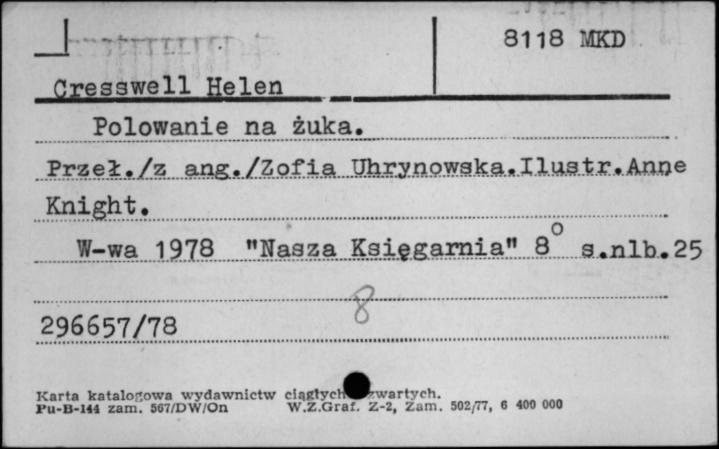 8118 MKD
Cresswell Helen
Polowanie na żuka.
Przeł./z ang./Zofia Uhrynowska.Ilustr.Anne
Knight.
W-wa 1978 "Nasza Księgarnia" 8° s.nlb.25
8
296657/78
Karta katalogowa wydawnictw ciągłych zwartych.
Pu-B-144 zam. 567/DW/On W.Z.Graf. Z-2, Zam. 502/77, 6 400 000